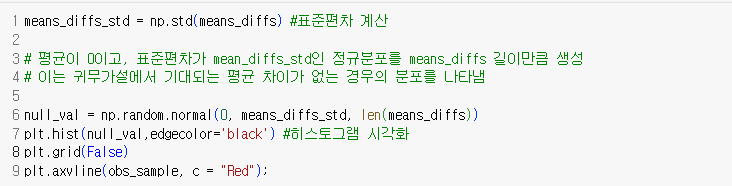 1 means_diffs_std = np.std(means_diffs) #표준편차 계산
2
3 # 평균이 0이고, 표준편차가 mean_diffs_std인 정규분포를 means_diffs 길이만큼 생성
4 # 이는 귀무가설에서 기대되는 평균 차이가 없는 경우의 분포를 나타냄
5
6 null_val = np.random.normal(0, means_diffs_std, len(means_diffs))
7 plt.hist(null_val,edgecolor='black') #히스토그램 시각화
8 plt.grid(False)
9 plt.axvline(obs_sample, c = "Red");